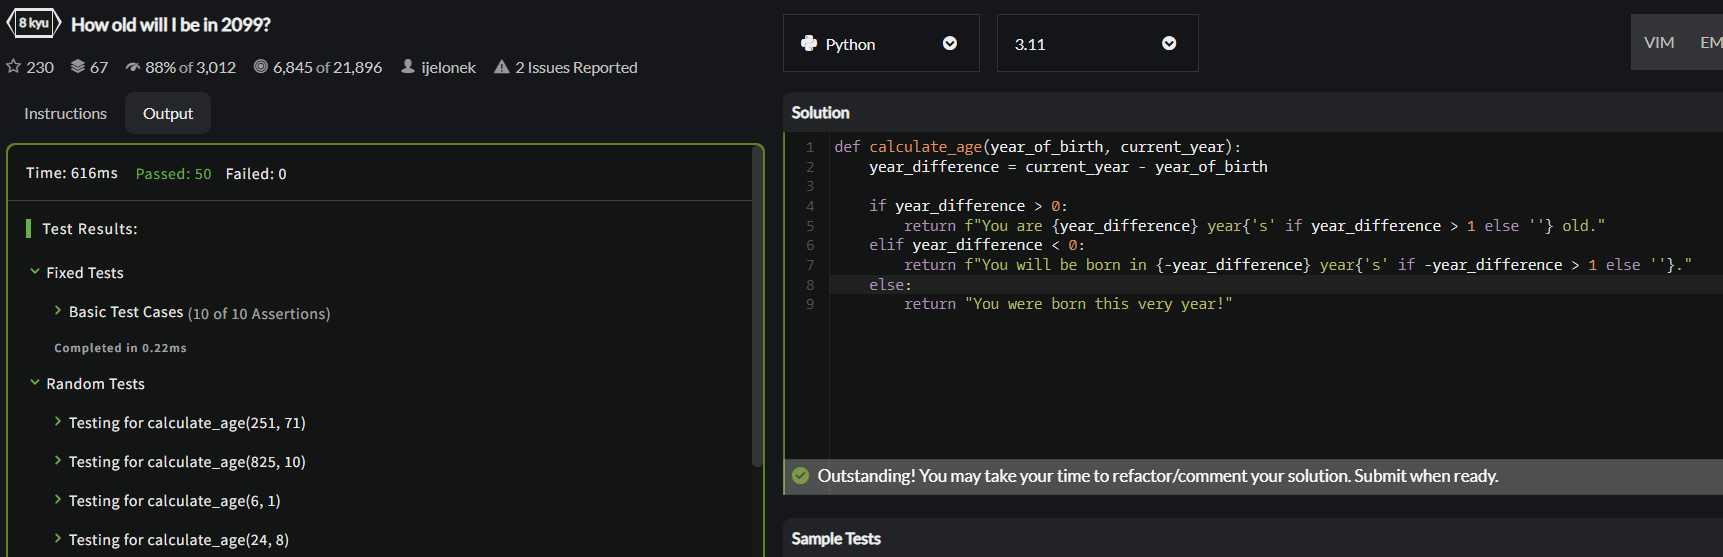 8 kyu How old will I be in 2099?
230 67 88% of 3,012 6,845 of 21,896 ijelonek 2 Issues Reported
Instructions Output
Time: 616ms Passed: 50 Failed: 0
Test Results:
Fixed Tests
Basic Test Cases (10 of 10 Assertions)
Completed in 0.22ms
Random Tests
Testing for calculate_age(251, 71)
Testing for calculate_age(825, 10)
Testing for calculate_age(6, 1)
Testing for calculate_age(24, 8)
Python 3.11 VIM EM
Solution
1 def calculate_age(year_of_birth, current_year):
2     year_difference = current_year - year_of_birth
3
4     if year_difference > 0:
5         return f"You are {year_difference} year{'s' if year_difference > 1 else ''} old."
6     elif year_difference < 0:
7         return f"You will be born in {-year_difference} year{'s' if -year_difference > 1 else ''}."
8     else:
9         return "You were born this very year!"
Outstanding! You may take your time to refactor/comment your solution. Submit when ready.
Sample Tests